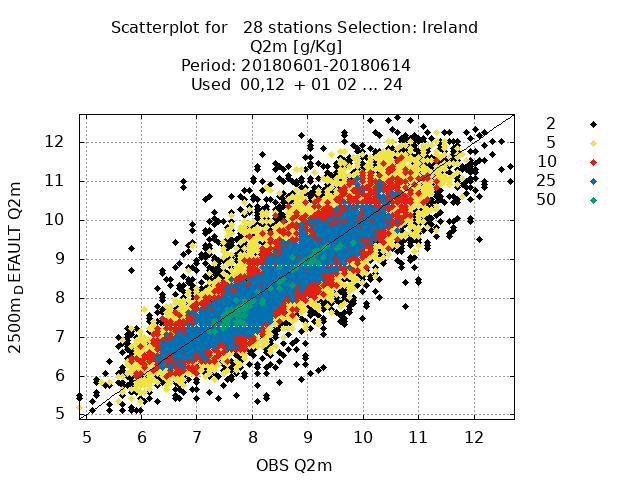 Scatterplot for   28 stations Selection: Ireland
Q2m [g/Kg]
Period: 20180601-20180614
Used  00,12  + 01 02 ... 24
2
5
10
25
50
12
11
10
9
8
7
6
5
2500m_DEFAULT Q2m
5 6 7 8 9 10 11 12
OBS Q2m